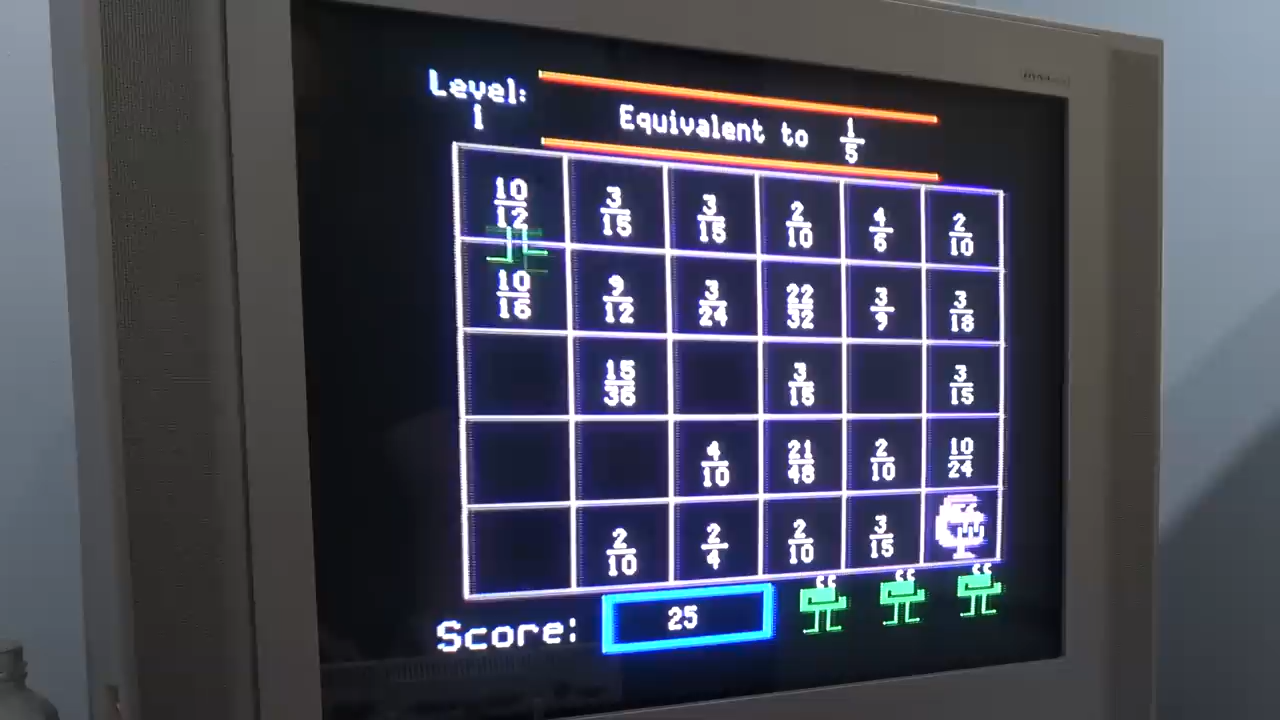 Level:
1
Equivalent to 1/5
10/12 3/15 3/15 2/10 4/6 2/10
10/16 9/12 3/24 22/32 3/9 3/18
15/36 3/15 3/15
4/10 21/48 2/10 10/24
2/10 2/4 2/10 3/15
Score: 25